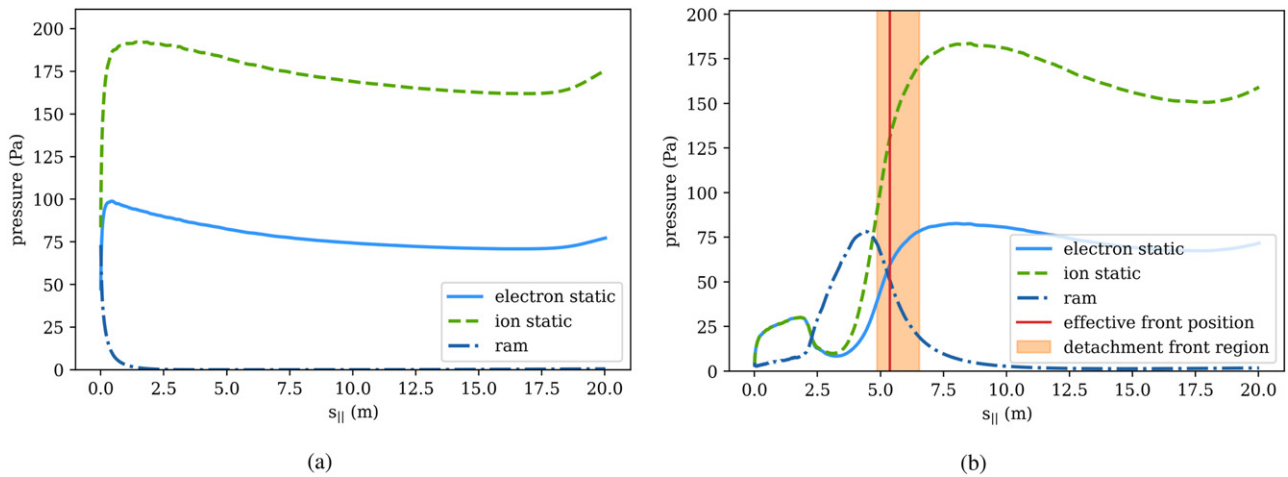 200
175
150
125
100
75
50
25
0
pressure (Pa)
0.0 2.5 5.0 7.5 10.0 12.5 15.0 17.5 20.0
s|| (m)
electron static
ion static
ram
(a)
200
175
150
125
100
75
50
25
0
pressure (Pa)
0.0 2.5 5.0 7.5 10.0 12.5 15.0 17.5 20.0
s|| (m)
electron static
ion static
ram
effective front position
detachment front region
(b)